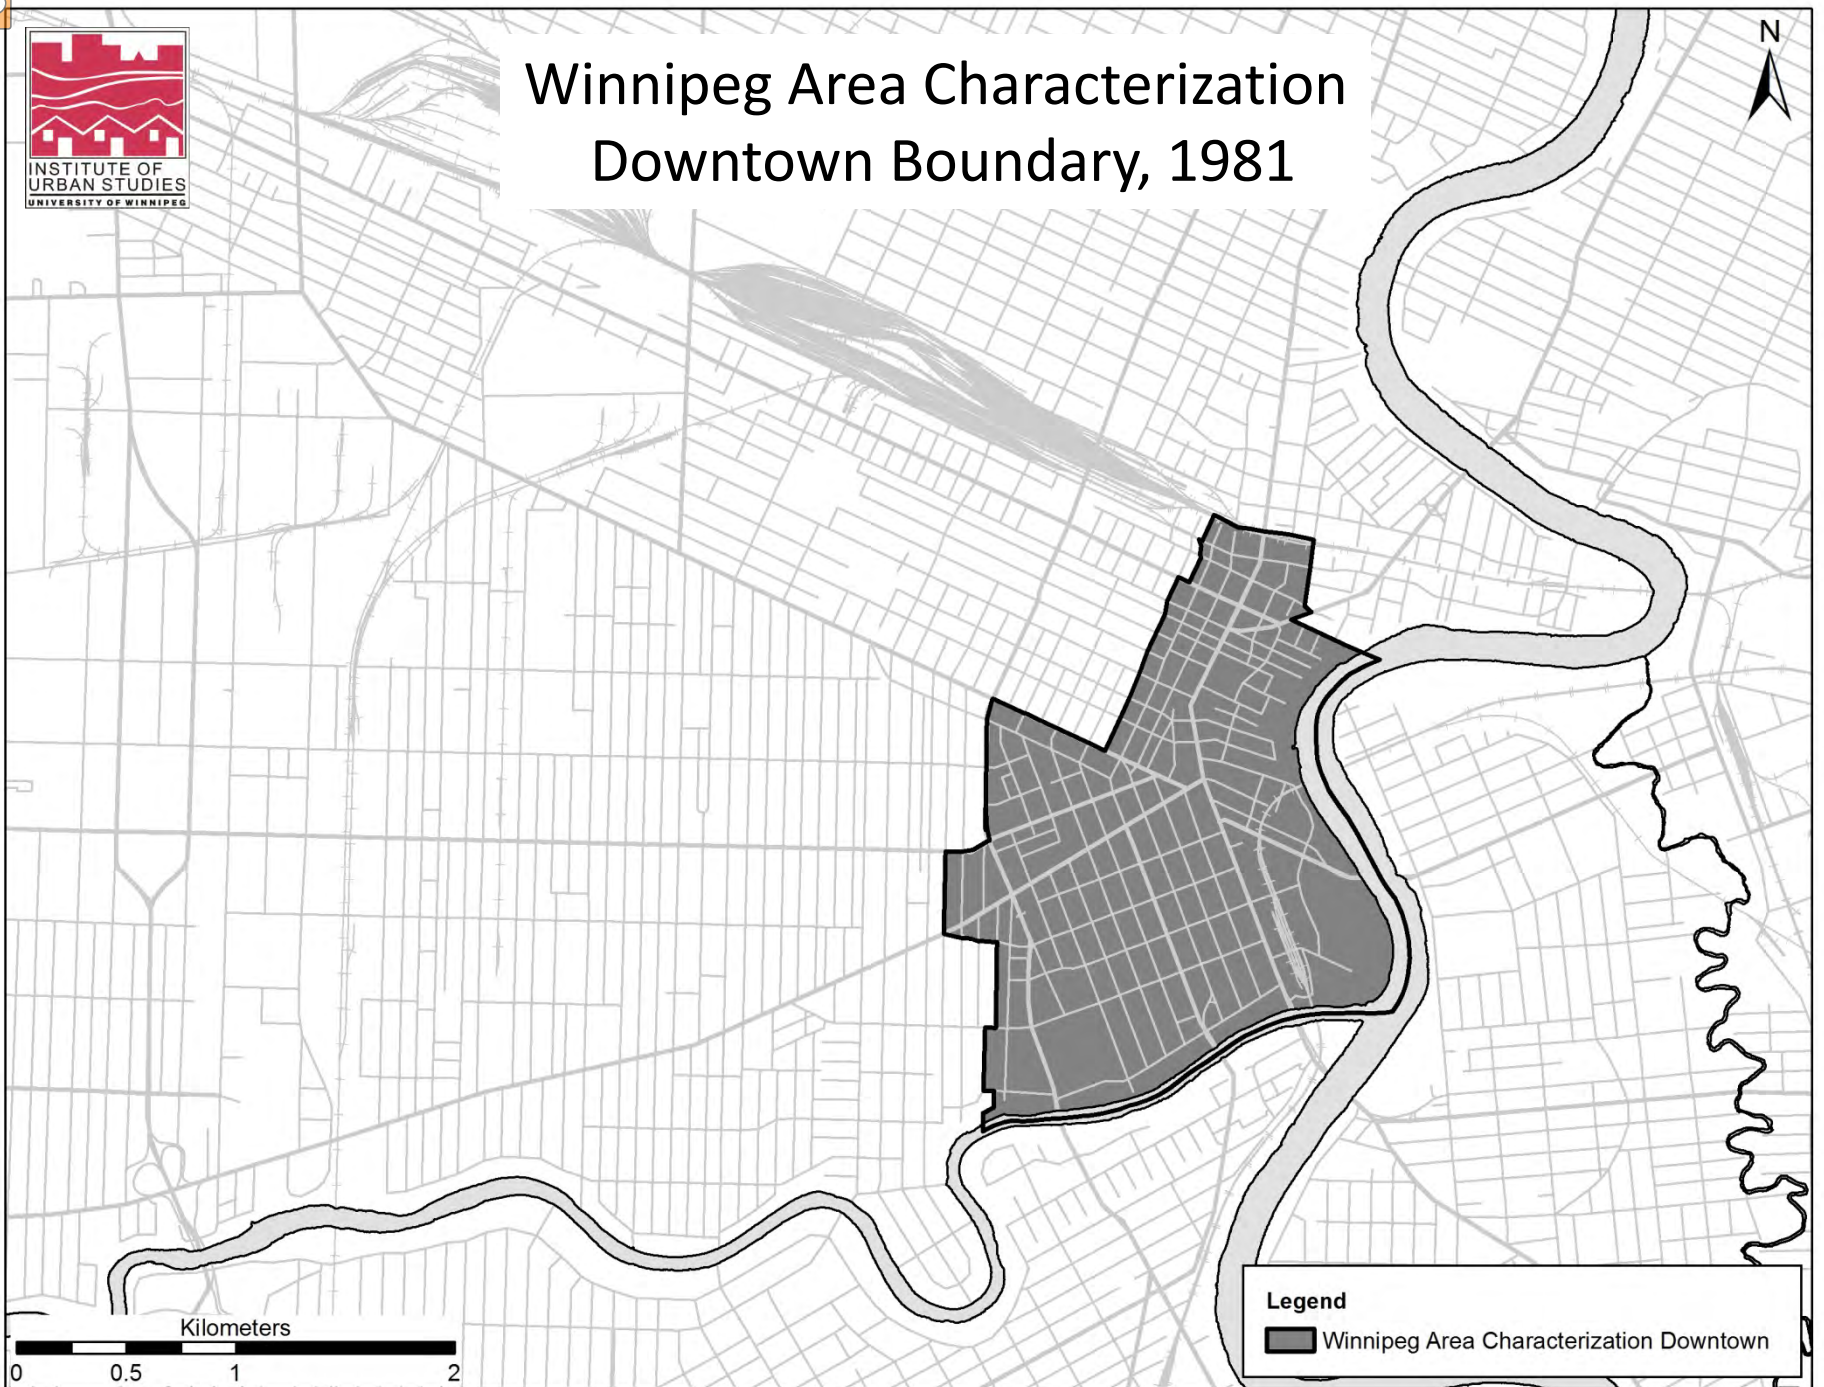 INSTITUTE OF
URBAN STUDIES
UNIVERSITY OF WINNIPEG
Winnipeg Area Characterization
Downtown Boundary, 1981
N
Kilometers
0 0.5 1 2
Legend
Winnipeg Area Characterization Downtown